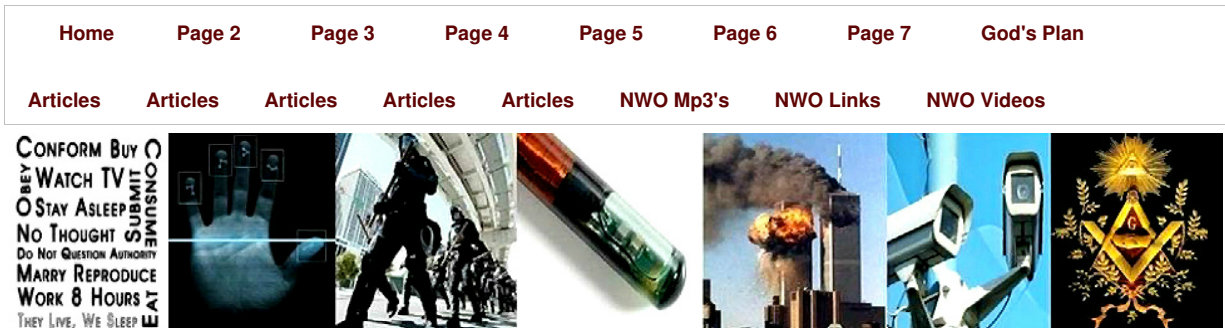 Home Page 2 Page 3 Page 4 Page 5 Page 6 Page 7 God's Plan
Articles Articles Articles Articles Articles NWO Mp3's NWO Links NWO Videos
CONFORM BUY
OBEY
WATCH TV
STAY ASLEEP
SUBMIT
CONSUME
NO THOUGHT
DO NOT QUESTION AUTHORITY
MARRY REPRODUCE
WORK 8 HOURS
EAT
THEY LIVE, WE SLEEP
G